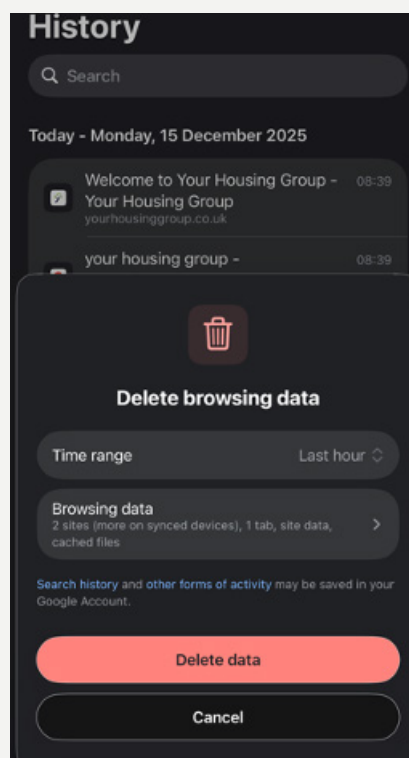 History
Search
Today - Monday, 15 December 2025
Welcome to Your Housing Group – 08:39
Your Housing Group
yourhousinggroup.co.uk
your housing group – 08:39
Delete browsing data
Time range Last hour
Browsing data
2 sites (more on synced devices), 1 tab, site data,
cached files
Search history and other forms of activity may be saved in your
Google Account.
Delete data
Cancel